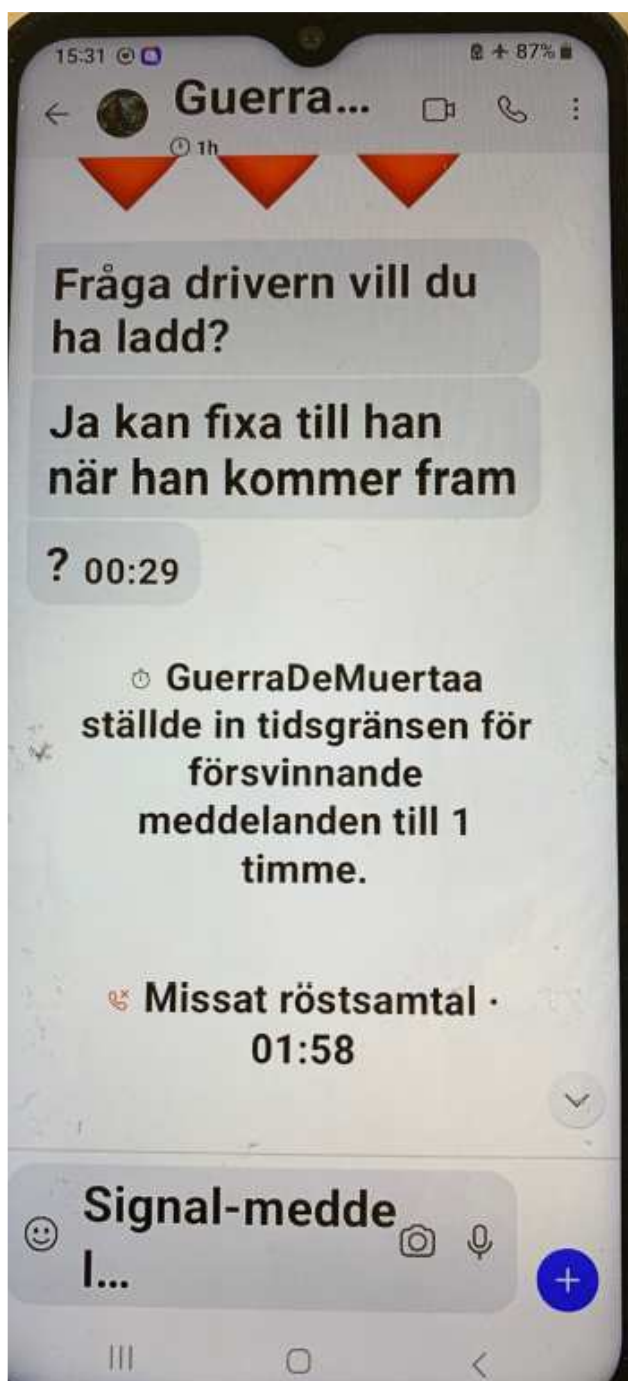 15:31 87%
Guerra...
1h
Fråga drivern vill du
ha ladd?
Ja kan fixa till han
när han kommer fram
? 00:29
GuerraDeMuertaa
ställde in tidsgränsen för
försvinnande
meddelanden till 1
timme.
Missat röstsamtal ·
01:58
Signal-medde
l...